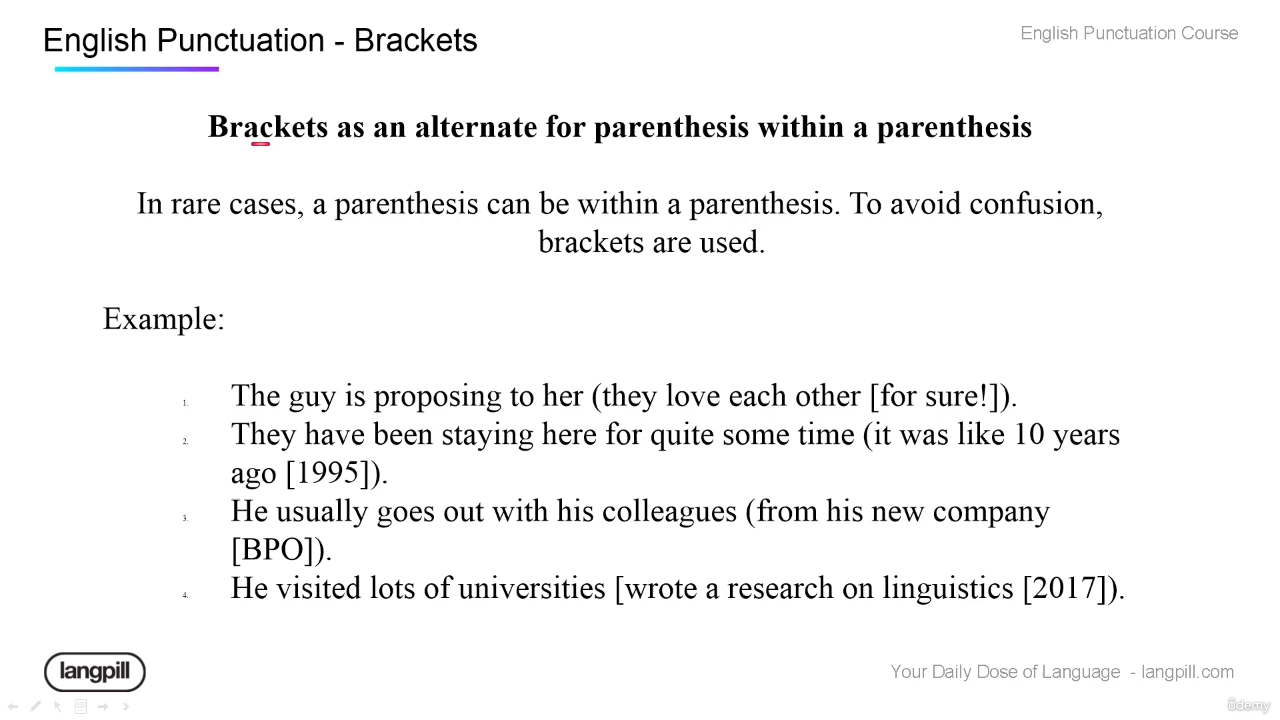 English Punctuation - Brackets
English Punctuation Course
Brackets as an alternate for parenthesis within a parenthesis
In rare cases, a parenthesis can be within a parenthesis. To avoid confusion,
brackets are used.
Example:
1. The guy is proposing to her (they love each other [for sure!]).
2. They have been staying here for quite some time (it was like 10 years
ago [1995]).
3. He usually goes out with his colleagues (from his new company
[BPO]).
4. He visited lots of universities [wrote a research on linguistics [2017]).
langpill
Your Daily Dose of Language - langpill.com
ûdemy